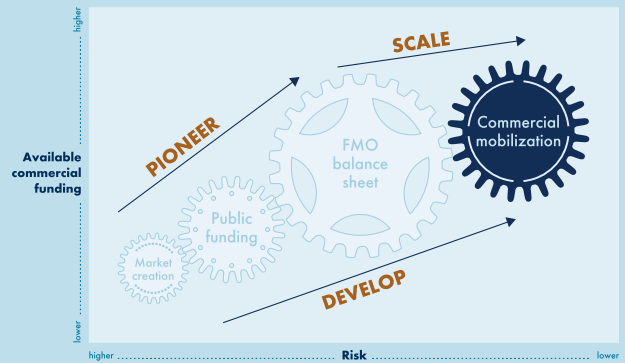 higher
SCALE
PIONEER
Commercial
mobilization
FMO
balance
sheet
Available
commercial
funding
Public
funding
Market
creation
DEVELOP
lower
higher
Risk
lower